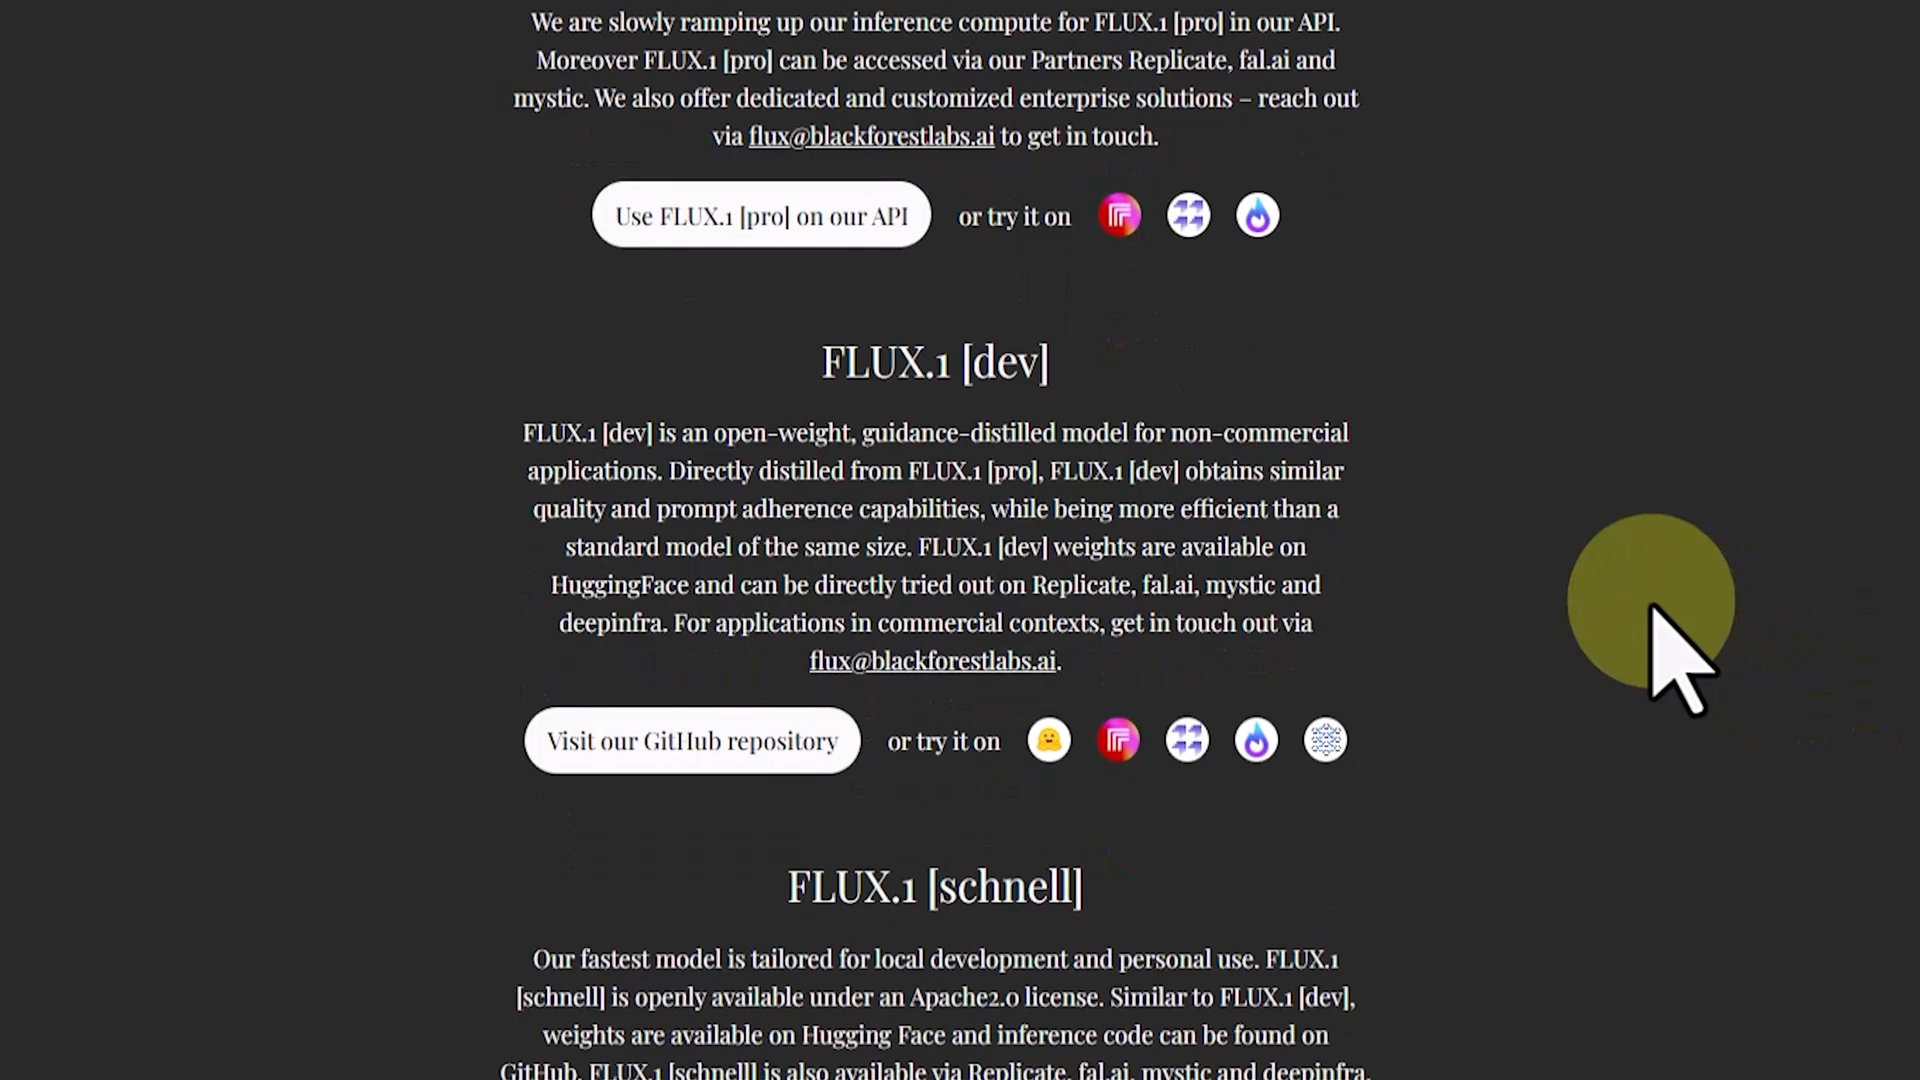 We are slowly ramping up our inference compute for FLUX.1 [pro] in our API.
Moreover FLUX.1 [pro] can be accessed via our Partners Replicate, fal.ai and
mystic. We also offer dedicated and customized enterprise solutions – reach out
via flux@blackforestlabs.ai to get in touch.
Use FLUX.1 [pro] on our API or try it on
FLUX.1 [dev]
FLUX.1 [dev] is an open-weight, guidance-distilled model for non-commercial
applications. Directly distilled from FLUX.1 [pro], FLUX.1 [dev] obtains similar
quality and prompt adherence capabilities, while being more efficient than a
standard model of the same size. FLUX.1 [dev] weights are available on
HuggingFace and can be directly tried out on Replicate, fal.ai, mystic and
deepinfra. For applications in commercial contexts, get in touch out via
flux@blackforestlabs.ai.
Visit our GitHub repository or try it on
FLUX.1 [schnell]
Our fastest model is tailored for local development and personal use. FLUX.1
[schnell] is openly available under an Apache2.0 license. Similar to FLUX.1 [dev],
weights are available on Hugging Face and inference code can be found on
GitHub. FLUX.1 [schnell] is also available via Replicate, fal.ai, mystic and deepinfra.